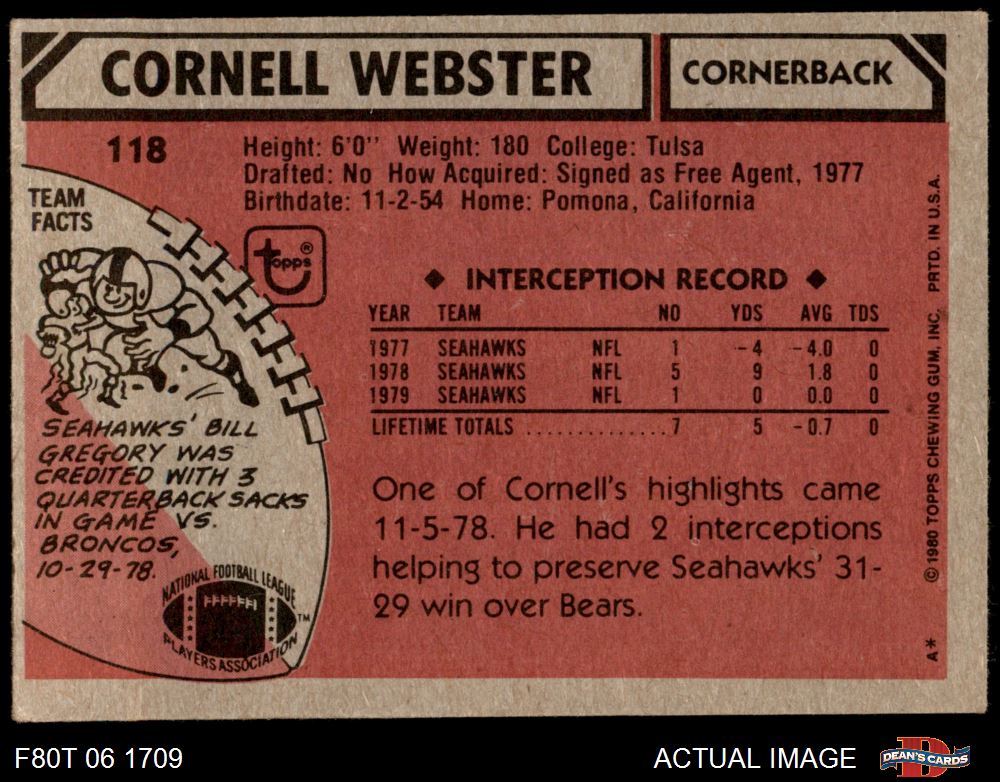 CORNELL WEBSTER
CORNERBACK
118
Height: 6'0" Weight: 180 College: Tulsa
Drafted: No How Acquired: Signed as Free Agent, 1977
Birthdate: 11-2-54 Home: Pomona, California
TEAM
FACTS
topps ®
◆ INTERCEPTION RECORD ◆
YEAR TEAM NO YDS AVG TDS
1977 SEAHAWKS NFL 1 -4 -4.0 0
1978 SEAHAWKS NFL 5 9 1.8 0
1979 SEAHAWKS NFL 1 0 0.0 0
LIFETIME TOTALS ..............7 5 -0.7 0
SEAHAWKS' BILL
GREGORY WAS
CREDITED WITH 3
QUARTERBACK SACKS
IN GAME VS.
BRONCOS,
10-29-78.
One of Cornell's highlights came
11-5-78. He had 2 interceptions
helping to preserve Seahawks' 31-
29 win over Bears.
NATIONAL FOOTBALL LEAGUE
PLAYERS ASSOCIATION
TM
A* © 1980 TOPPS CHEWING GUM, INC. PRTD. IN U.S.A.
F80T 06 1709
ACTUAL IMAGE
D
DEAN'S CARDS